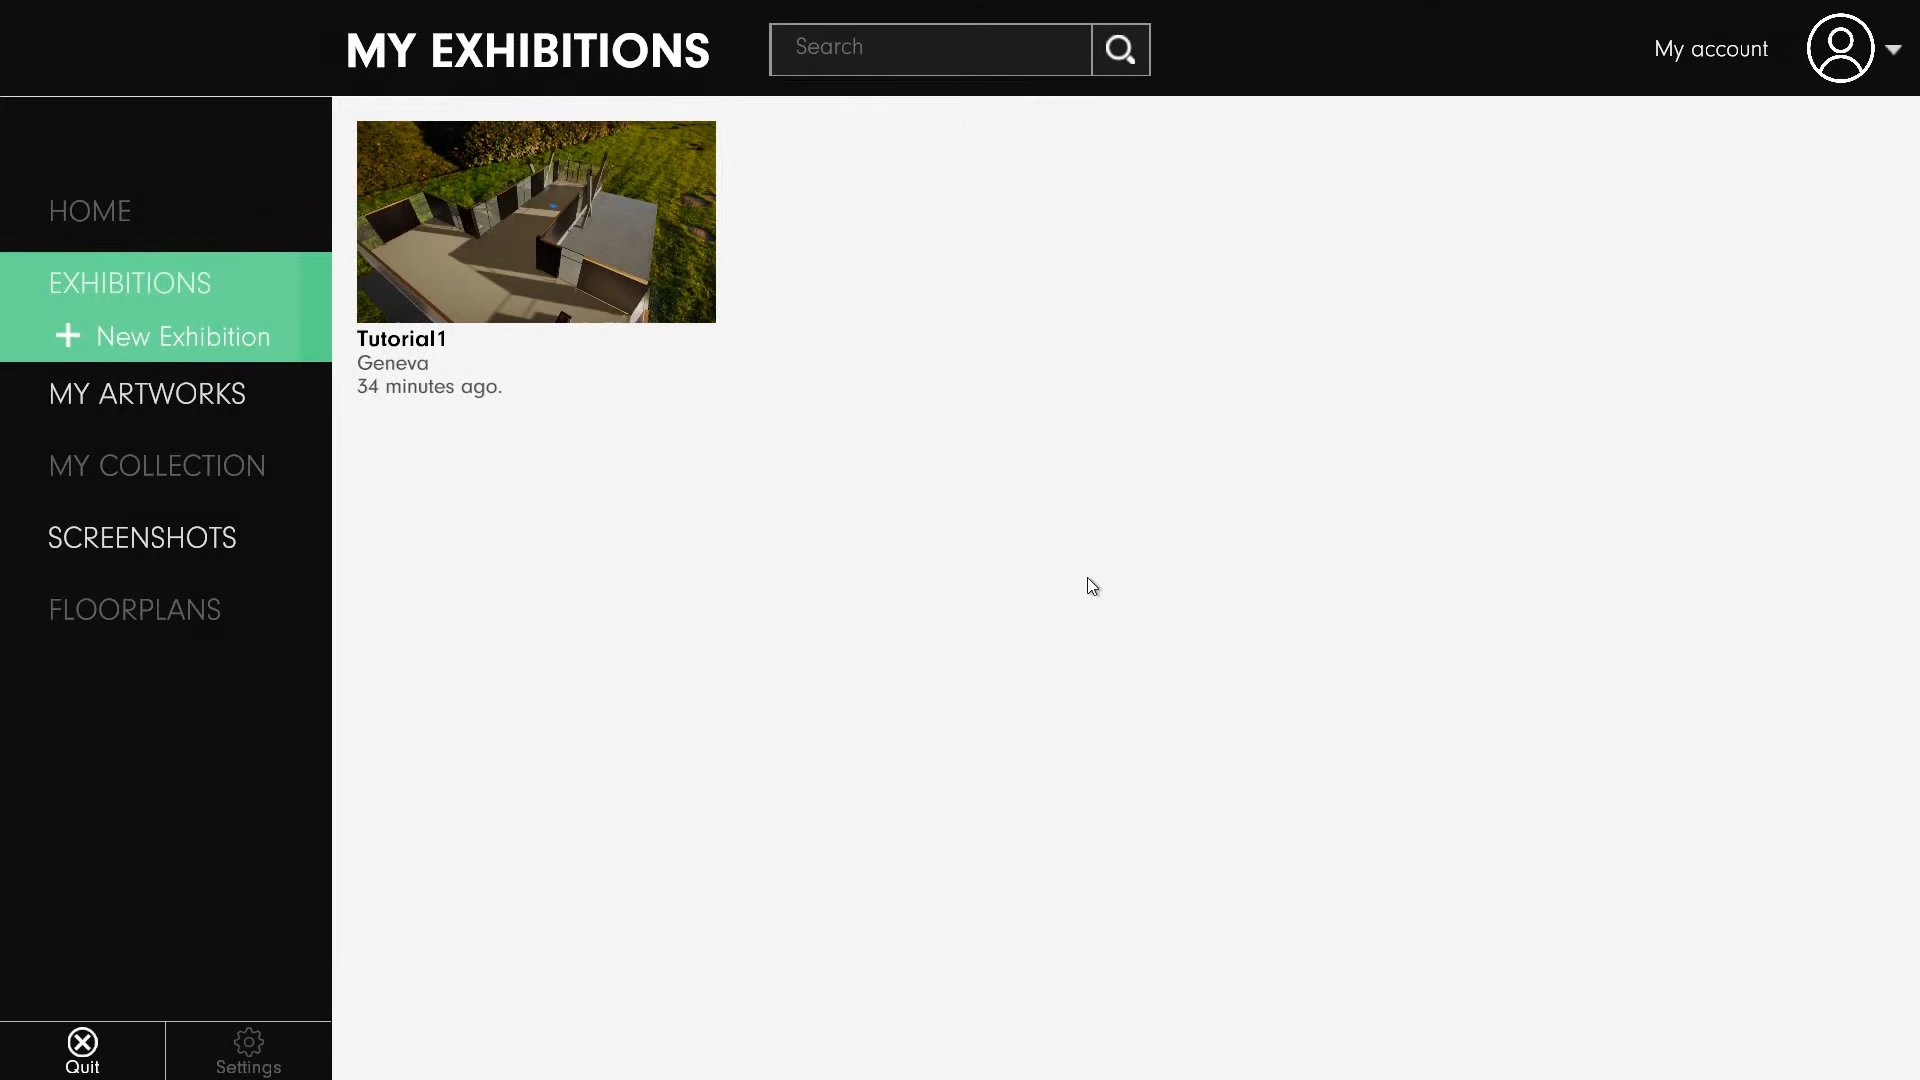 MY EXHIBITIONS
Search
My account
HOME
EXHIBITIONS
New Exhibition
MY ARTWORKS
MY COLLECTION
SCREENSHOTS
FLOORPLANS
Tutorial1
Geneva
34 minutes ago.
Quit
Settings